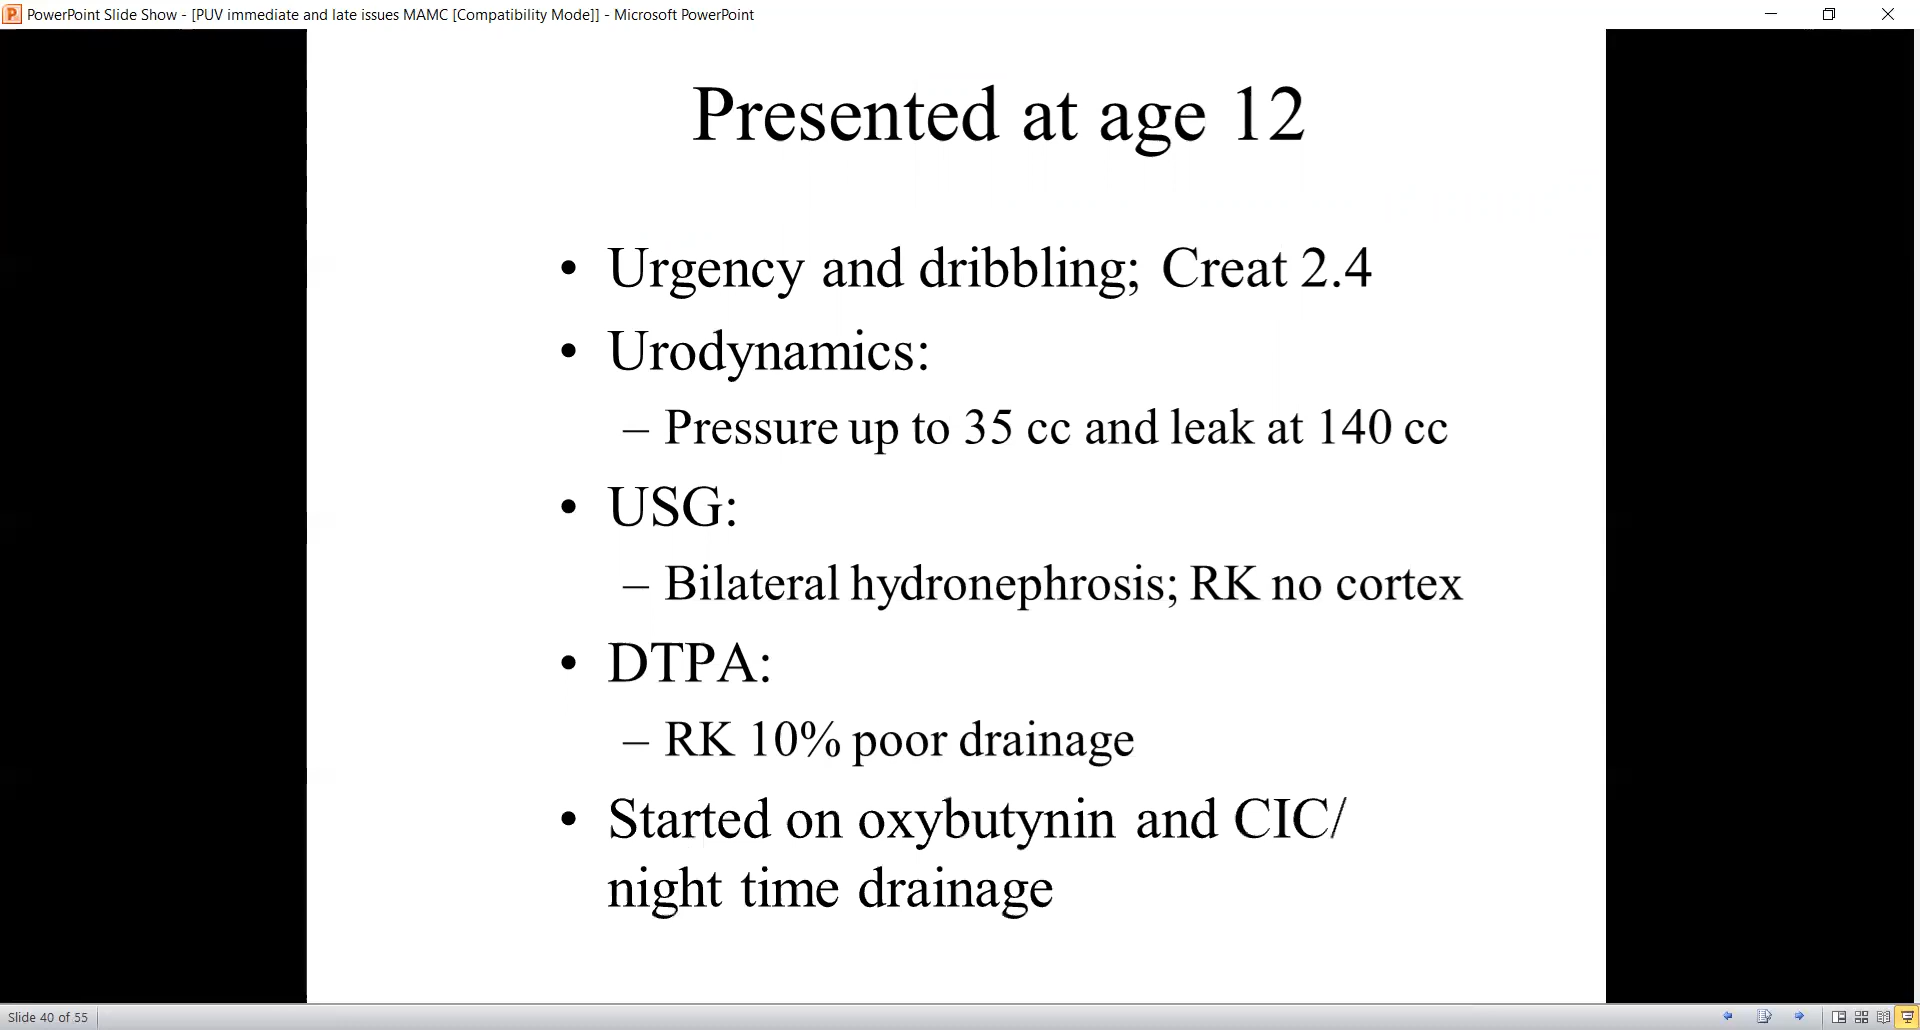 PowerPoint Slide Show - [PUV immediate and late issues MAMC [Compatibility Mode]] - Microsoft PowerPoint
Presented at age 12
• Urgency and dribbling; Creat 2.4
• Urodynamics:
– Pressure up to 35 cc and leak at 140 cc
• USG:
– Bilateral hydronephrosis; RK no cortex
• DTPA:
– RK 10% poor drainage
• Started on oxybutynin and CIC/
night time drainage
Slide 40 of 55